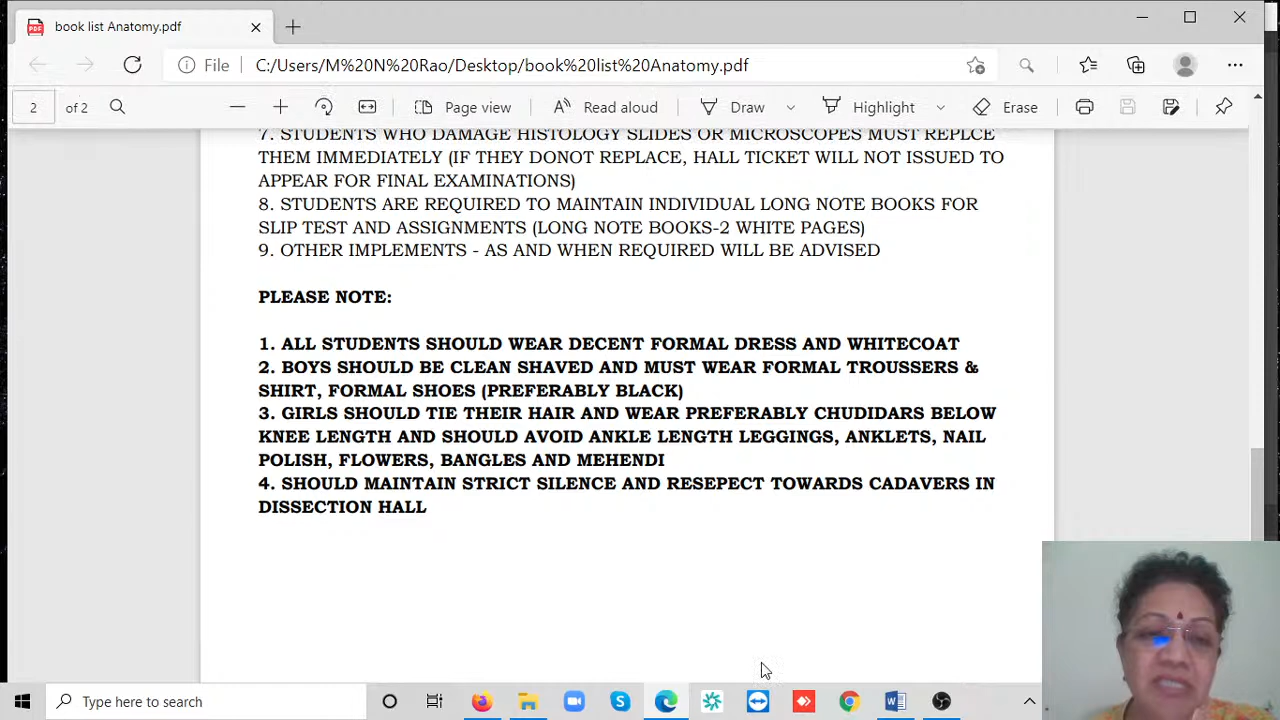 book list Anatomy.pdf
File
C:/Users/M%20N%20Rao/Desktop/book%20list%20Anatomy.pdf
2 of 2
Page view
Read aloud
Draw
Highlight
Erase
7. STUDENTS WHO DAMAGE HISTOLOGY SLIDES OR MICROSCOPES MUST REPLCE
THEM IMMEDIATELY (IF THEY DONOT REPLACE, HALL TICKET WILL NOT ISSUED TO
APPEAR FOR FINAL EXAMINATIONS)
8. STUDENTS ARE REQUIRED TO MAINTAIN INDIVIDUAL LONG NOTE BOOKS FOR
SLIP TEST AND ASSIGNMENTS (LONG NOTE BOOKS-2 WHITE PAGES)
9. OTHER IMPLEMENTS - AS AND WHEN REQUIRED WILL BE ADVISED
PLEASE NOTE:
1. ALL STUDENTS SHOULD WEAR DECENT FORMAL DRESS AND WHITECOAT
2. BOYS SHOULD BE CLEAN SHAVED AND MUST WEAR FORMAL TROUSSERS &
SHIRT, FORMAL SHOES (PREFERABLY BLACK)
3. GIRLS SHOULD TIE THEIR HAIR AND WEAR PREFERABLY CHUDIDARS BELOW
KNEE LENGTH AND SHOULD AVOID ANKLE LENGTH LEGGINGS, ANKLETS, NAIL
POLISH, FLOWERS, BANGLES AND MEHENDI
4. SHOULD MAINTAIN STRICT SILENCE AND RESEPECT TOWARDS CADAVERS IN
DISSECTION HALL
Type here to search